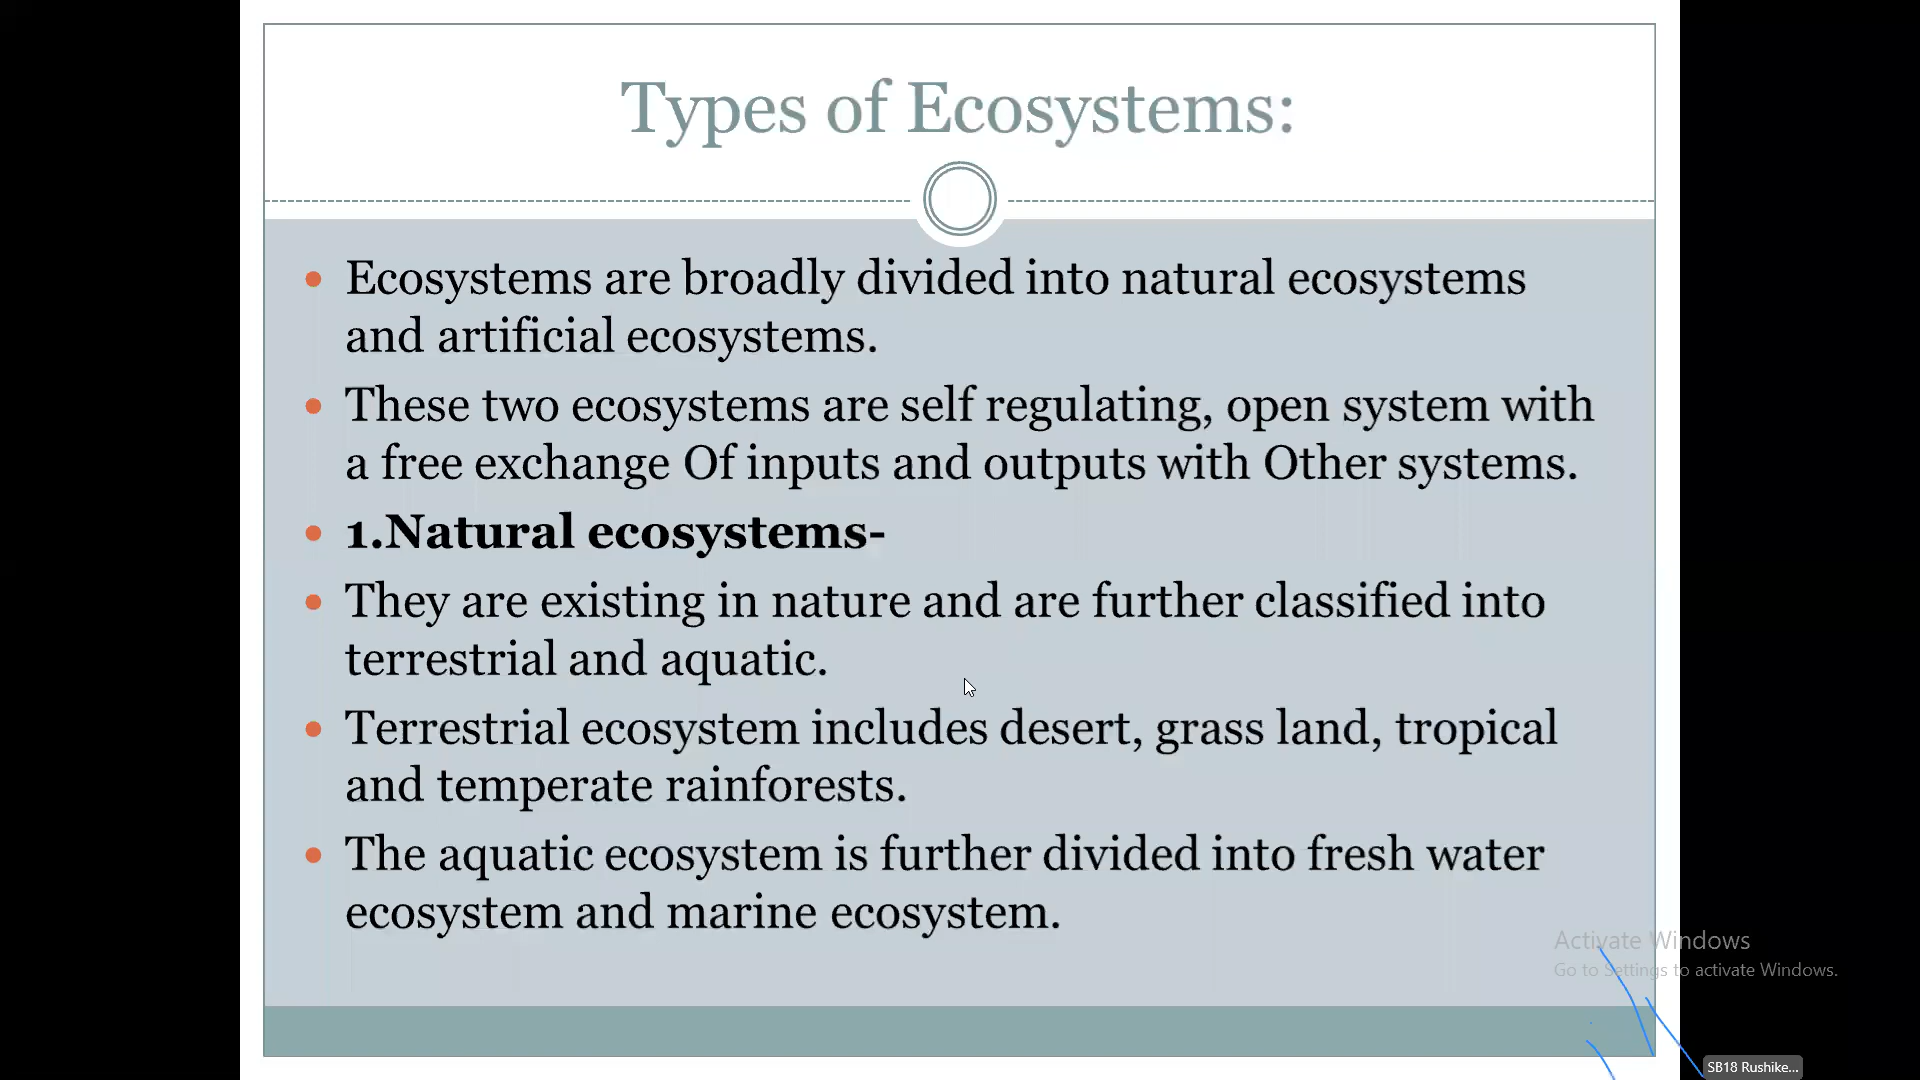 Types of Ecosystems:
• Ecosystems are broadly divided into natural ecosystems
and artificial ecosystems.
• These two ecosystems are self regulating, open system with
a free exchange Of inputs and outputs with Other systems.
• 1.Natural ecosystems-
• They are existing in nature and are further classified into
terrestrial and aquatic.
• Terrestrial ecosystem includes desert, grass land, tropical
and temperate rainforests.
• The aquatic ecosystem is further divided into fresh water
ecosystem and marine ecosystem.
Activate Windows
Go to Settings to activate Windows.
SB18 Rushike...